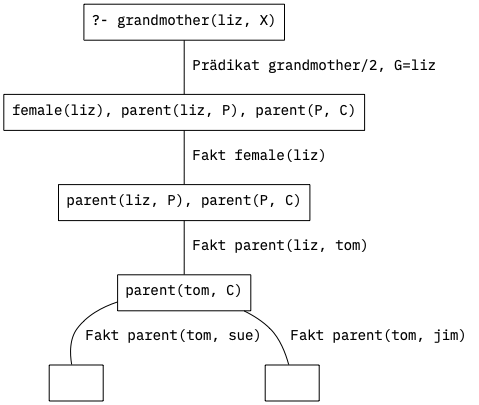 ?- grandmother(liz, X)
Prädikat grandmother/2, G=liz
female(liz), parent(liz, P), parent(P, C)
Fakt female(liz)
parent(liz, P), parent(P, C)
Fakt parent(liz, tom)
parent(tom, C)
Fakt parent(tom, sue)
Fakt parent(tom, jim)